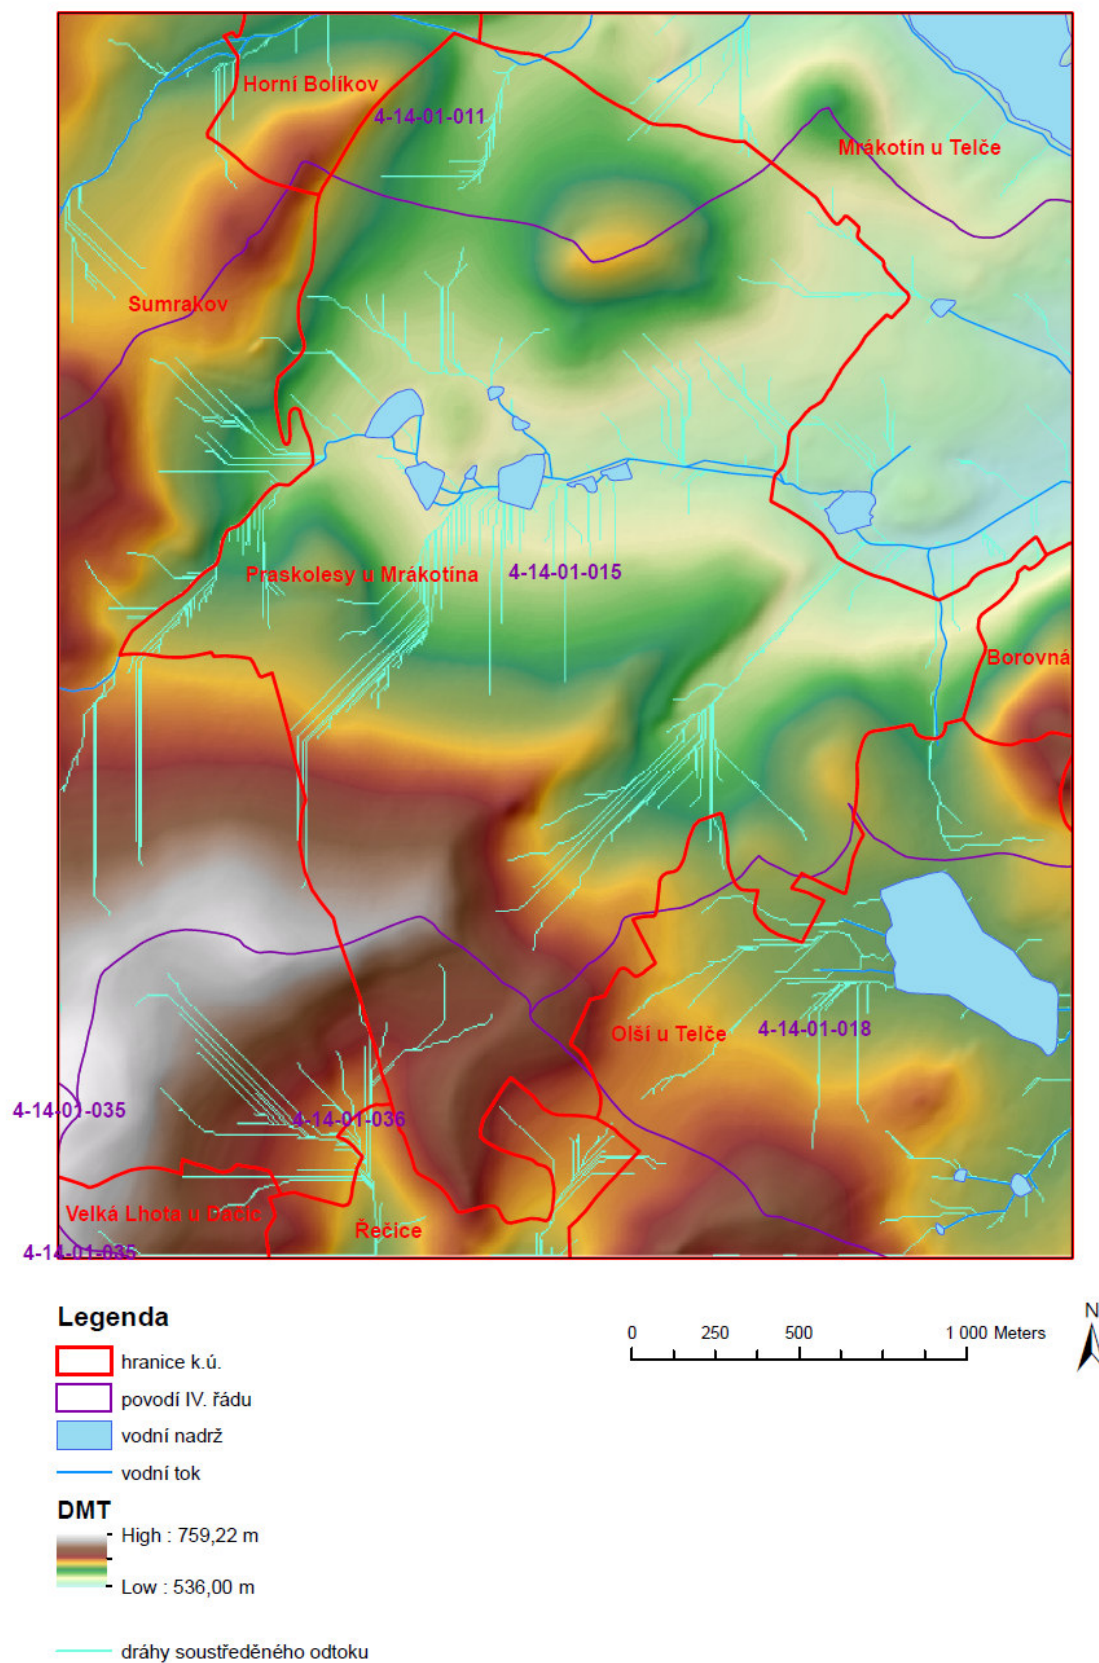 Horní Bolíkov
4-14-01-011
Mrákotín u Telče
Sumrakov
Praskolesy u Mrákotína
4-14-01-015
Borovná
Olší u Telče
4-14-01-018
4-14-01-035
4-14-01-036
Velká Lhota u Dačic
Řečice
4-14-01-035
Legenda
hranice k.ú.
povodí IV. řádu
vodní nadrž
vodní tok
DMT
High : 759,22 m
Low : 536,00 m
dráhy soustředěného odtoku
0 250 500 1 000 Meters
N